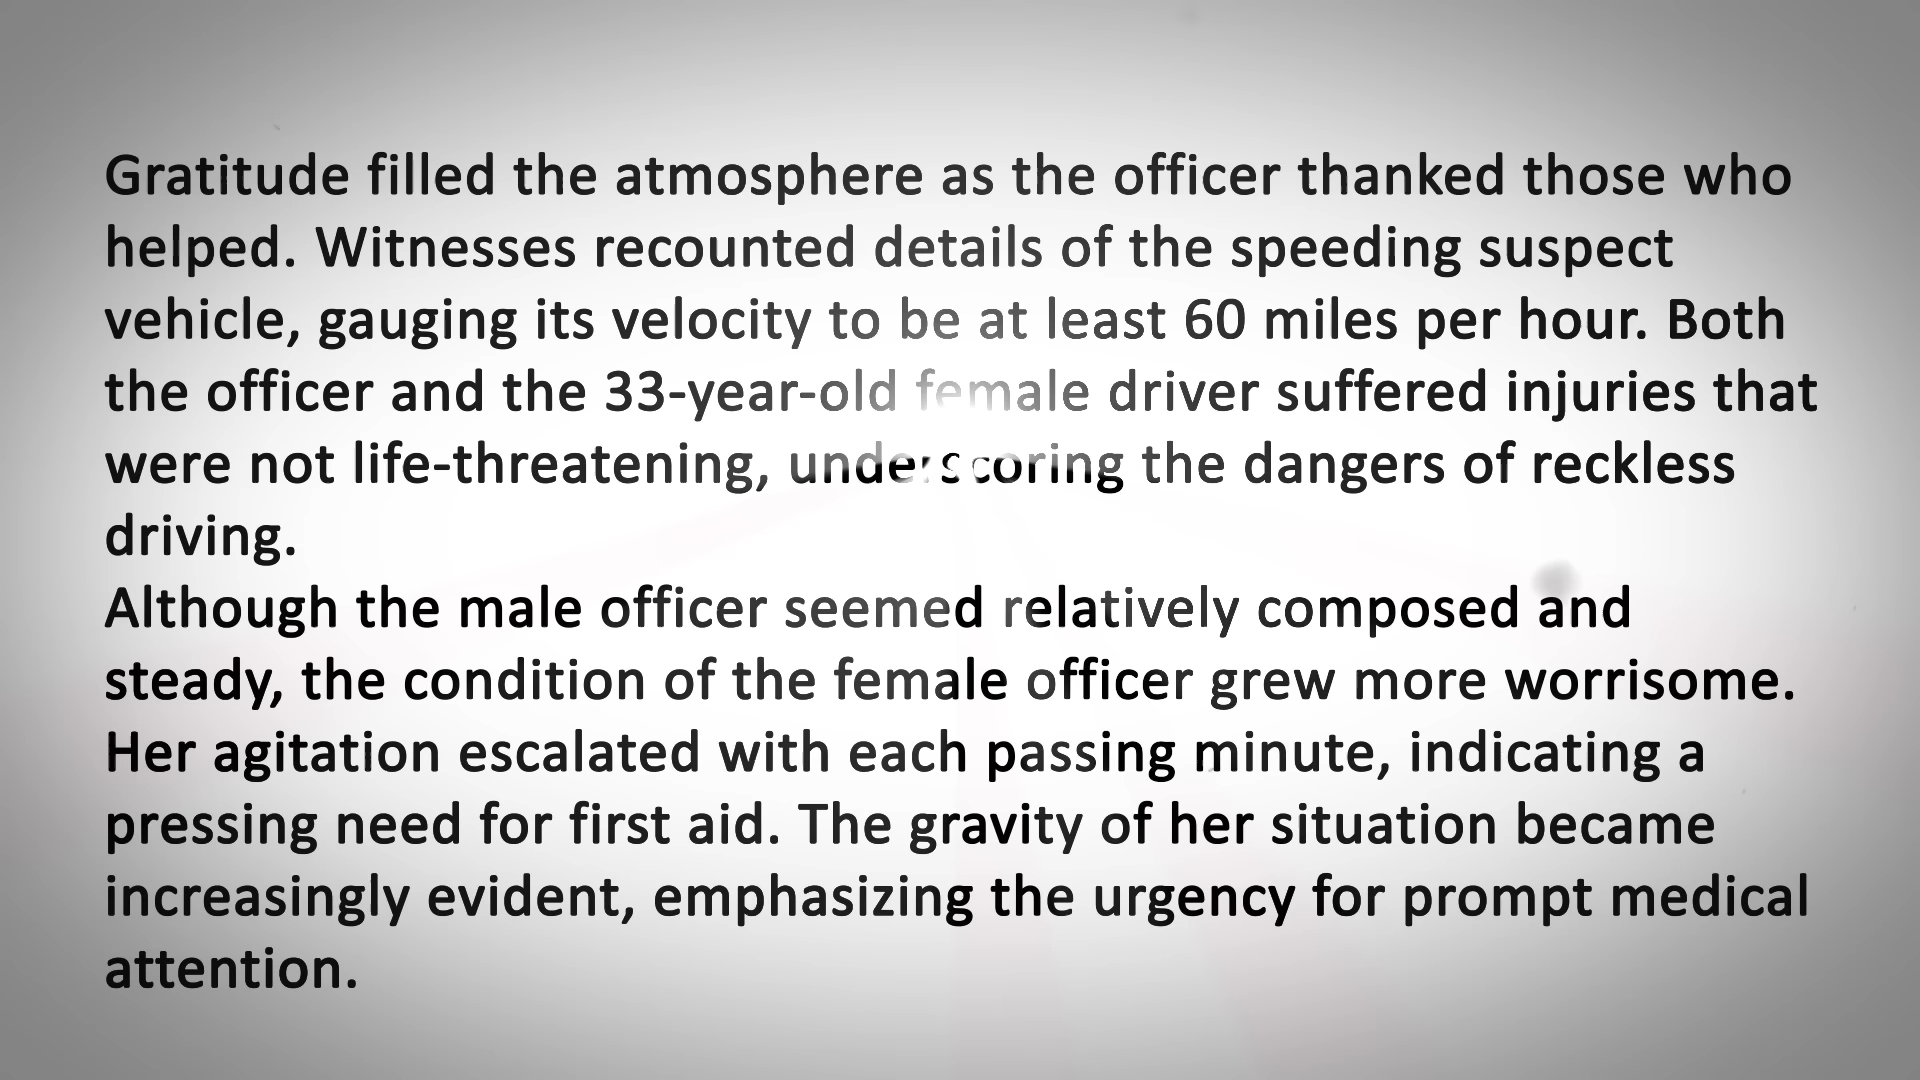 Gratitude filled the atmosphere as the officer thanked those who
helped. Witnesses recounted details of the speeding suspect
vehicle, gauging its velocity to be at least 60 miles per hour. Both
the officer and the 33-year-old female driver suffered injuries that
were not life-threatening, underscoring the dangers of reckless
driving.
Although the male officer seemed relatively composed and
steady, the condition of the female officer grew more worrisome.
Her agitation escalated with each passing minute, indicating a
pressing need for first aid. The gravity of her situation became
increasingly evident, emphasizing the urgency for prompt medical
attention.